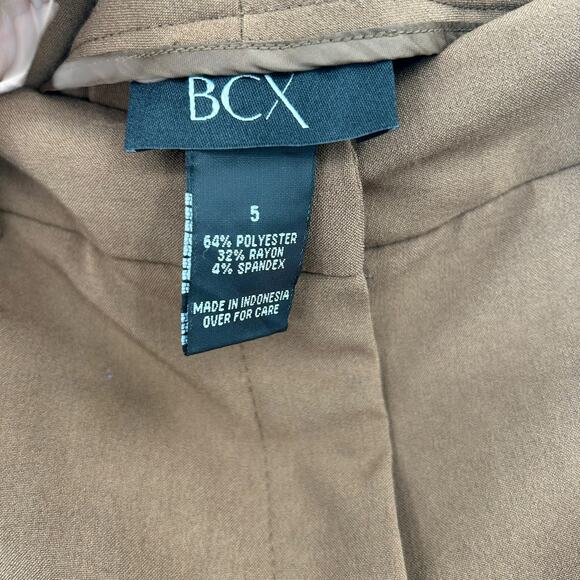 BCX
5
64% POLYESTER
32% RAYON
4% SPANDEX
MADE IN INDONESIA
OVER FOR CARE